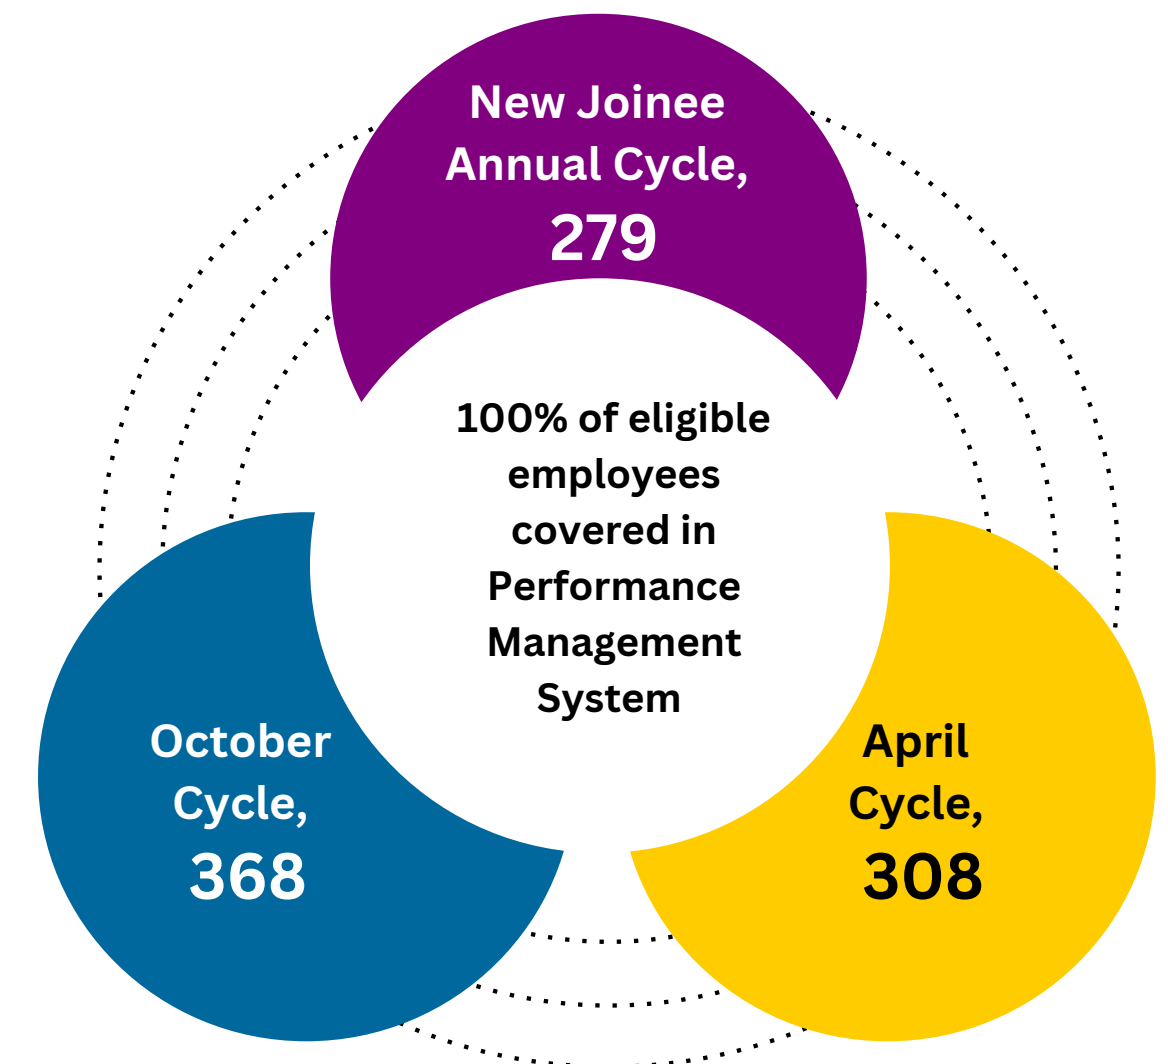 New Joinee
Annual Cycle,
279
100% of eligible
employees
covered in
Performance
Management
System
October
Cycle,
368
April
Cycle,
308